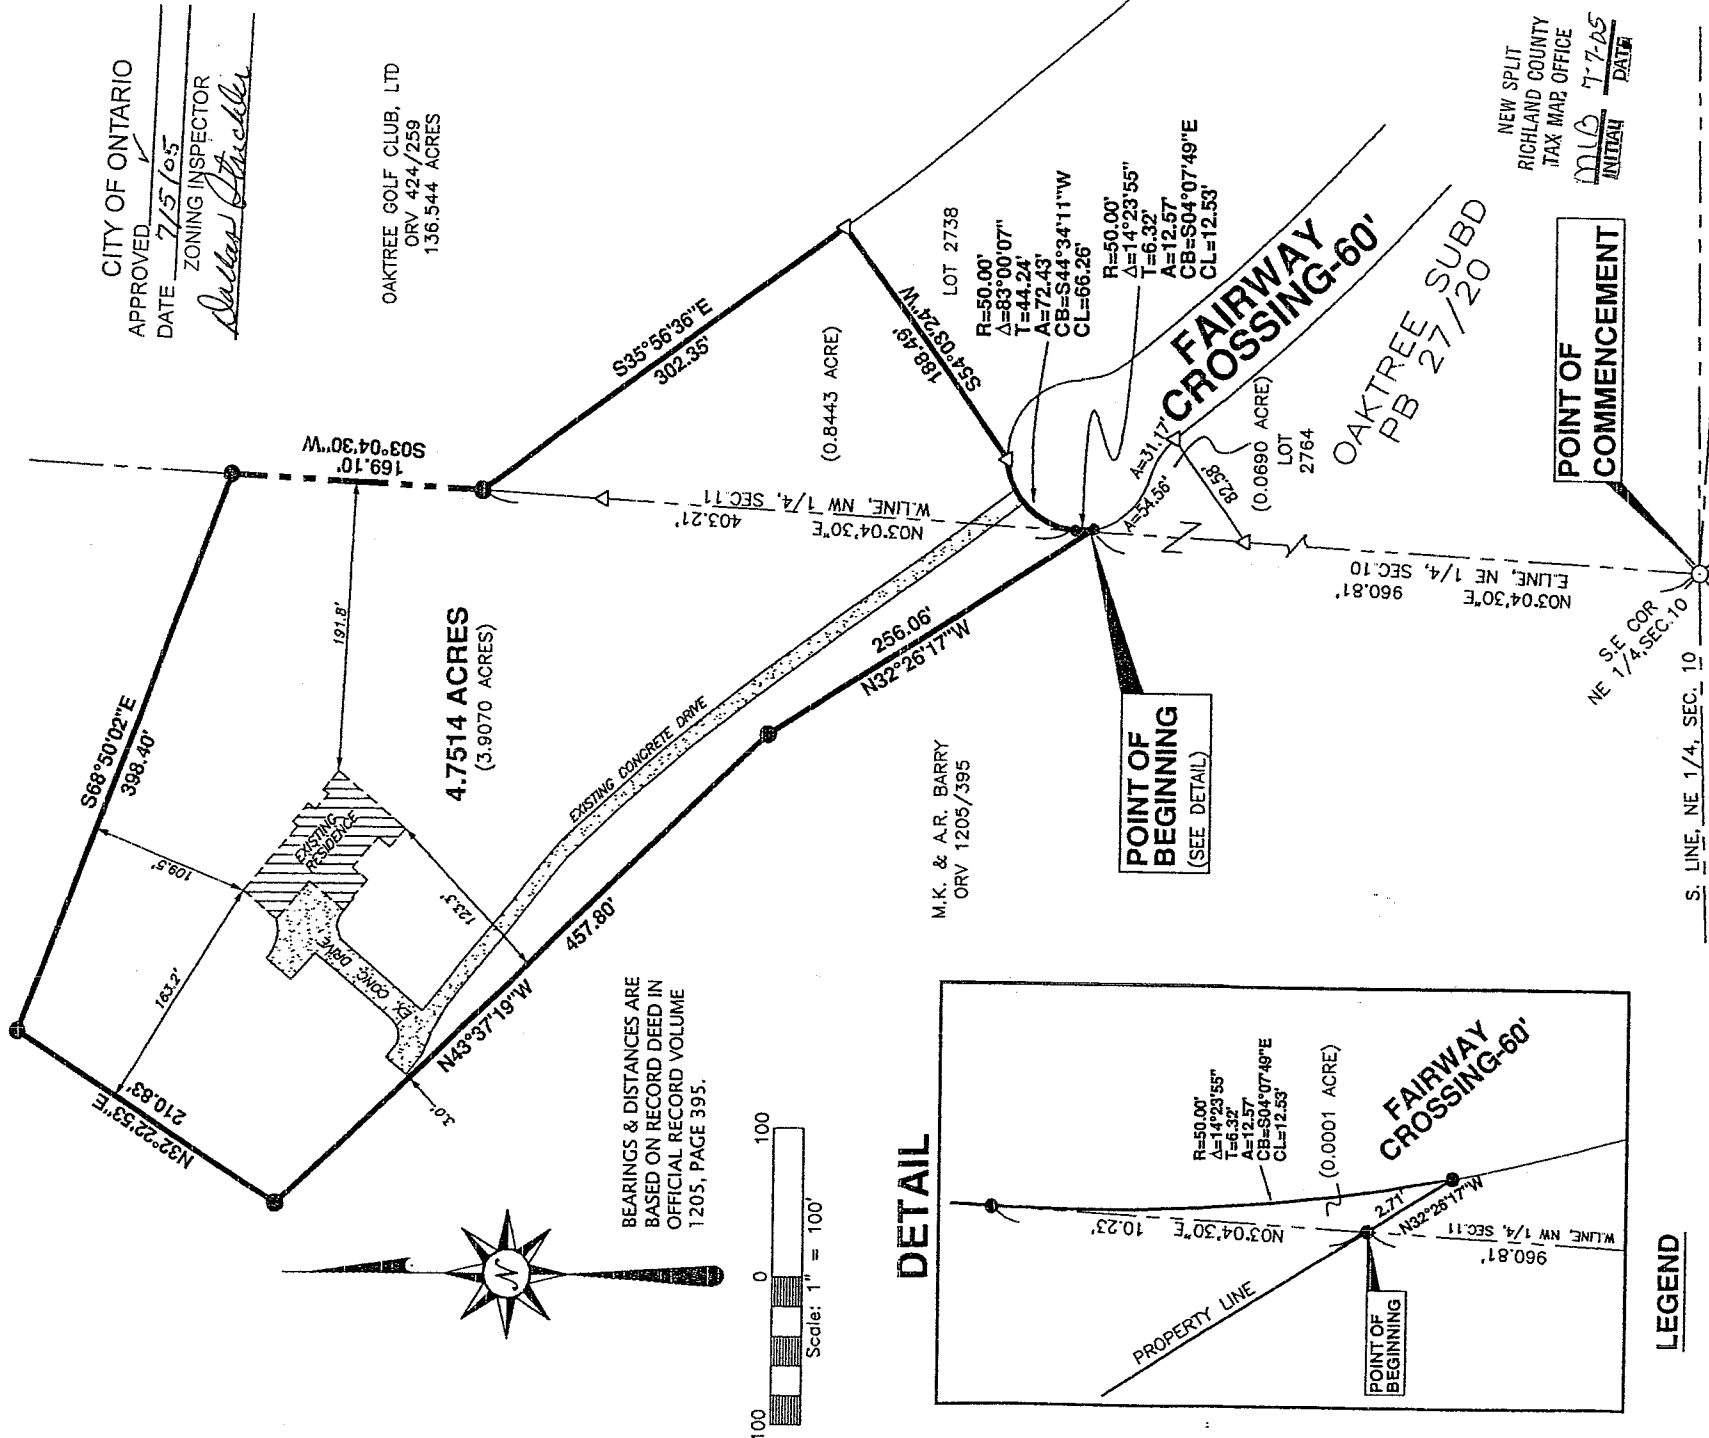 CITY OF ONTARIO
APPROVED
DATE 7/5/05
ZONING INSPECTOR
OAKTREE GOLF CLUB, LTD
ORV 424/259
136.544 ACRES
NEW SPLIT
RICHLAND COUNTY
TAX MAP OFFICE
MB 7-7-05
INITIAL DATE
S68°50'02"E
398.40'
169.10'
S03°04'30"W
S35°56'36"E
302.35'
S54°03'24"W
188.49'
LOT 2738
R=50.00'
Δ=83°00'07"
T=44.24'
A=72.43'
CB=S44°34'11"W
CL=66.26'
R=50.00'
Δ=14°23'55"
T=6.32'
A=12.57'
CB=S04°07'49"E
CL=12.53'
(0.8443 ACRE)
FAIRWAY
CROSSING-60'
OAKTREE SUBD
PB 27/20
A=31.17'
A=54.56'
82.58'
(0.0690 ACRE)
LOT
2764
W.LINE, NW 1/4, SEC.11
N03°04'30"E 403.21'
E.LINE, NE 1/4, SEC.10
N03°04'30"E 960.81'
POINT OF
COMMENCEMENT
S.E COR
NE 1/4,SEC.10
S. LINE, NE 1/4, SEC. 10
191.8'
4.7514 ACRES
(3.9070 ACRES)
EXISTING
RESIDENCE
109.5'
163.2'
123.3'
EX. CONC. DRIVE
EXISTING CONCRETE DRIVE
256.06'
N32°26'17"W
457.80'
N43°37'19"W
3.0'
N32°22'53"E
210.83'
M.K. & A.R. BARRY
ORV 1205/395
POINT OF
BEGINNING
(SEE DETAIL)
BEARINGS & DISTANCES ARE
BASED ON RECORD DEED IN
OFFICIAL RECORD VOLUME
1205, PAGE 395.
N
100 0 100
Scale: 1" = 100'
DETAIL
R=50.00'
Δ=14°23'55"
T=6.32'
A=12.57'
CB=S04°07'49"E
CL=12.53'
(0.0001 ACRE)
FAIRWAY
CROSSING-60'
N03°04'30"E 10.23'
2.71'
N32°26'17"W
W.LINE, NW 1/4, SEC.11
960.81'
PROPERTY LINE
POINT OF
BEGINNING
LEGEND